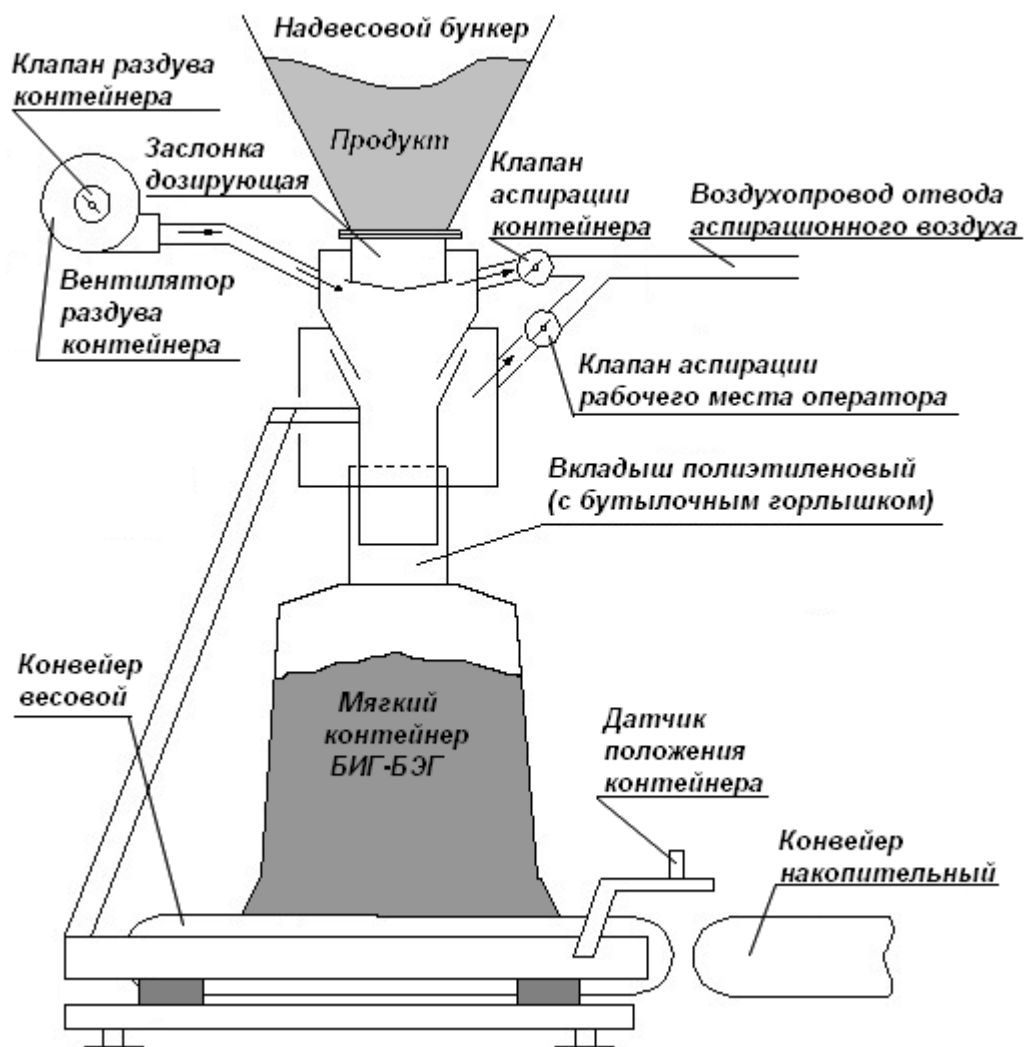 Надвесовой бункер
Клапан раздува
контейнера
Продукт
Заслонка
дозирующая
Клапан
аспирации
контейнера
Воздухопровод отвода
аспирационного воздуха
Вентилятор
раздува
контейнера
Клапан аспирации
рабочего места оператора
Вкладыш полиэтиленовый
(с бутылочным горлышком)
Конвейер
весовой
Мягкий
контейнер
БИГ-БЭГ
Датчик
положения
контейнера
Конвейер
накопительный